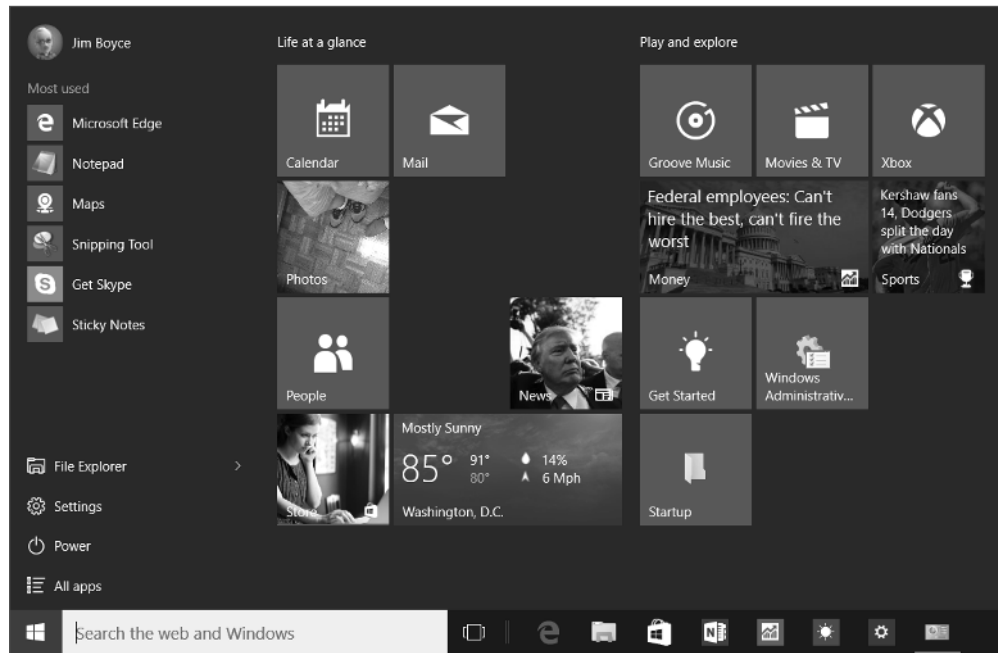 Jim Boyce
Most used
Microsoft Edge
Notepad
Maps
Snipping Tool
Get Skype
Sticky Notes
File Explorer
Settings
Power
All apps
Life at a glance
Calendar
Mail
Photos
People
News
Store
Mostly Sunny
85° 91° 14%
80° 6 Mph
Washington, D.C.
Play and explore
Groove Music
Movies & TV
Xbox
Federal employees: Can't
hire the best, can't fire the
worst
Money
Kershaw fans
14, Dodgers
split the day
with Nationals
Sports
Get Started
Windows
Administrativ...
Startup
Search the web and Windows